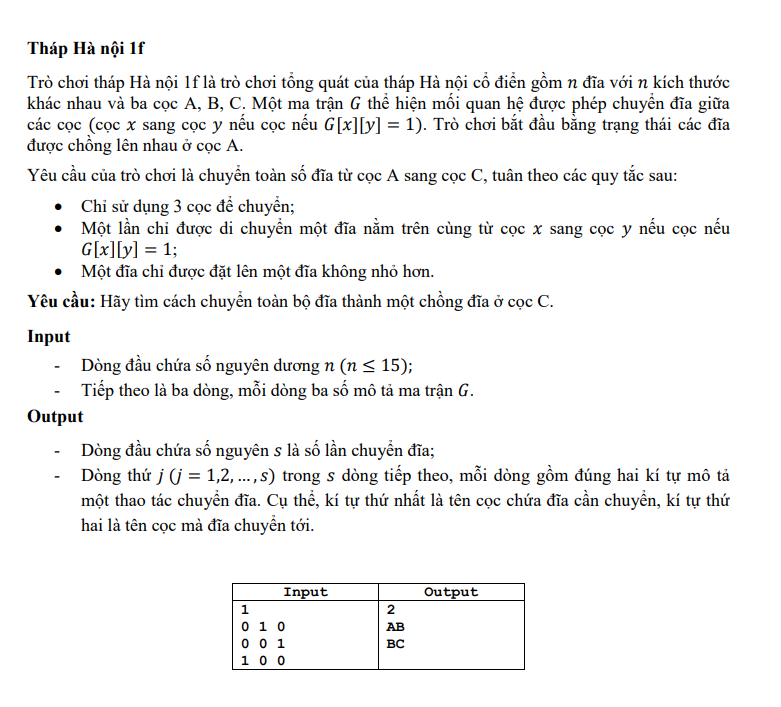 Tháp Hà nội 1f
Trò chơi tháp Hà nội 1f là trò chơi tổng quát của tháp Hà nội cổ điển gồm n đĩa với n kích thước
khác nhau và ba cọc A, B, C. Một ma trận G thể hiện mối quan hệ được phép chuyển đĩa giữa
các cọc (cọc x sang cọc y nếu cọc nếu G[x][y] = 1). Trò chơi bắt đầu bằng trạng thái các đĩa
được chồng lên nhau ở cọc A.
Yêu cầu của trò chơi là chuyển toàn số đĩa từ cọc A sang cọc C, tuân theo các quy tắc sau:
• Chỉ sử dụng 3 cọc để chuyển;
• Một lần chỉ được di chuyển một đĩa nằm trên cùng từ cọc x sang cọc y nếu cọc nếu
G[x][y] = 1;
• Một đĩa chỉ được đặt lên một đĩa không nhỏ hơn.
Yêu cầu: Hãy tìm cách chuyển toàn bộ đĩa thành một chồng đĩa ở cọc C.
Input
- Dòng đầu chứa số nguyên dương n (n ≤ 15);
- Tiếp theo là ba dòng, mỗi dòng ba số mô tả ma trận G.
Output
- Dòng đầu chứa số nguyên s là số lần chuyển đĩa;
- Dòng thứ j (j = 1,2, … , s) trong s dòng tiếp theo, mỗi dòng gồm đúng hai kí tự mô tả
một thao tác chuyển đĩa. Cụ thể, kí tự thứ nhất là tên cọc chứa đĩa cần chuyển, kí tự thứ
hai là tên cọc mà đĩa chuyển tới.
Input Output
1 2
0 1 0 AB
0 0 1 BC
1 0 0